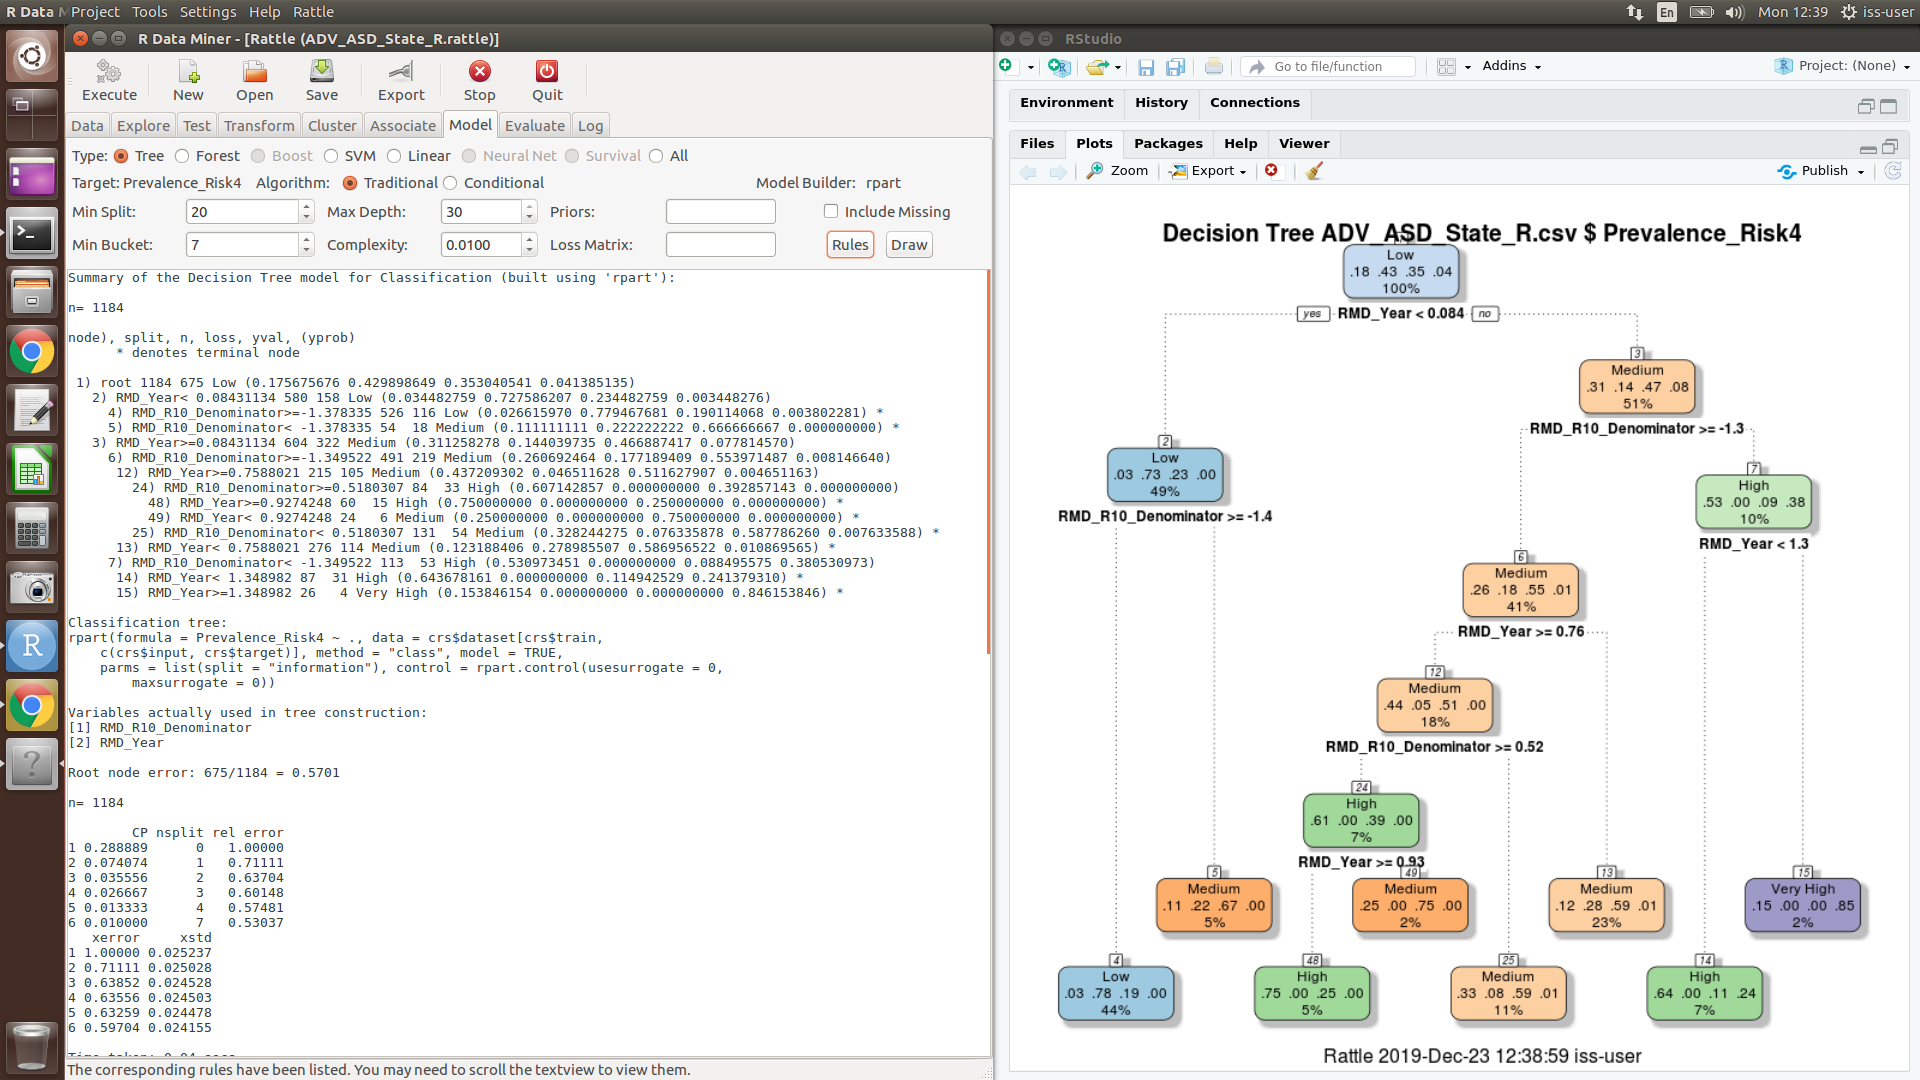 R Data M Project Tools Settings Help Rattle
En Mon 12:39 iss-user
R Data Miner - [Rattle (ADV_ASD_State_R.rattle)]
Execute New Open Save Export Stop Quit
Data Explore Test Transform Cluster Associate Model Evaluate Log
Type: Tree Forest Boost SVM Linear Neural Net Survival All
Target: Prevalence_Risk4 Algorithm: Traditional Conditional Model Builder: rpart
Min Split: 20 Max Depth: 30 Priors: Include Missing
Min Bucket: 7 Complexity: 0.0100 Loss Matrix: Rules Draw
Summary of the Decision Tree model for Classification (built using 'rpart'):
n= 1184
node), split, n, loss, yval, (yprob)
* denotes terminal node
1) root 1184 675 Low (0.175675676 0.429898649 0.353040541 0.041385135)
2) RMD_Year< 0.08431134 580 158 Low (0.034482759 0.727586207 0.234482759 0.003448276)
4) RMD_R10_Denominator>=-1.378335 526 116 Low (0.026615970 0.779467681 0.190114068 0.003802281) *
5) RMD_R10_Denominator< -1.378335 54 18 Medium (0.111111111 0.222222222 0.666666667 0.000000000) *
3) RMD_Year>=0.08431134 604 322 Medium (0.311258278 0.144039735 0.466887417 0.077814570)
6) RMD_R10_Denominator>=-1.349522 491 219 Medium (0.260692464 0.177189409 0.553971487 0.008146640)
12) RMD_Year>=0.7588021 215 105 Medium (0.437209302 0.046511628 0.511627907 0.004651163)
24) RMD_R10_Denominator>=0.5180307 84 33 High (0.607142857 0.000000000 0.392857143 0.000000000)
48) RMD_Year>=0.9274248 60 15 High (0.750000000 0.000000000 0.250000000 0.000000000) *
49) RMD_Year< 0.9274248 24 6 Medium (0.250000000 0.000000000 0.750000000 0.000000000) *
25) RMD_R10_Denominator< 0.5180307 131 54 Medium (0.328244275 0.076335878 0.587786260 0.007633588) *
13) RMD_Year< 0.7588021 276 114 Medium (0.123188406 0.278985507 0.586956522 0.010869565) *
7) RMD_R10_Denominator< -1.349522 113 53 High (0.530973451 0.000000000 0.088495575 0.380530973)
14) RMD_Year< 1.348982 87 31 High (0.643678161 0.000000000 0.114942529 0.241379310) *
15) RMD_Year>=1.348982 26 4 Very High (0.153846154 0.000000000 0.000000000 0.846153846) *
Classification tree:
rpart(formula = Prevalence_Risk4 ~ ., data = crs$dataset[crs$train,
c(crs$input, crs$target)], method = "class", model = TRUE,
parms = list(split = "information"), control = rpart.control(usesurrogate = 0,
maxsurrogate = 0))
Variables actually used in tree construction:
[1] RMD_R10_Denominator
[2] RMD_Year
Root node error: 675/1184 = 0.5701
n= 1184
CP nsplit rel error
1 0.288889 0 1.00000
2 0.074074 1 0.71111
3 0.035556 2 0.63704
4 0.026667 3 0.60148
5 0.013333 4 0.57481
6 0.010000 7 0.53037
xerror xstd
1 1.00000 0.025237
2 0.71111 0.025028
3 0.63852 0.024528
4 0.63556 0.024503
5 0.63259 0.024478
6 0.59704 0.024155
The corresponding rules have been listed. You may need to scroll the textview to view them.
RStudio
Go to file/function Addins Project: (None)
Environment History Connections
Files Plots Packages Help Viewer
Zoom Export Publish
Decision Tree ADV_ASD_State_R.csv $ Prevalence_Risk4
Low
.18 .43 .35 .04
100%
yes RMD_Year < 0.084 no
3
Medium
.31 .14 .47 .08
51%
RMD_R10_Denominator >= -1.3
2
Low
.03 .73 .23 .00
49%
RMD_R10_Denominator >= -1.4
7
High
.53 .00 .09 .38
10%
RMD_Year < 1.3
6
Medium
.26 .18 .55 .01
41%
RMD_Year >= 0.76
12
Medium
.44 .05 .51 .00
18%
RMD_R10_Denominator >= 0.52
24
High
.61 .00 .39 .00
7%
RMD_Year >= 0.93
5
Medium
.11 .22 .67 .00
5%
49
Medium
.25 .00 .75 .00
2%
13
Medium
.12 .28 .59 .01
23%
15
Very High
.15 .00 .00 .85
2%
4
Low
.03 .78 .19 .00
44%
48
High
.75 .00 .25 .00
5%
25
Medium
.33 .08 .59 .01
11%
14
High
.64 .00 .11 .24
7%
Rattle 2019-Dec-23 12:38:59 iss-user